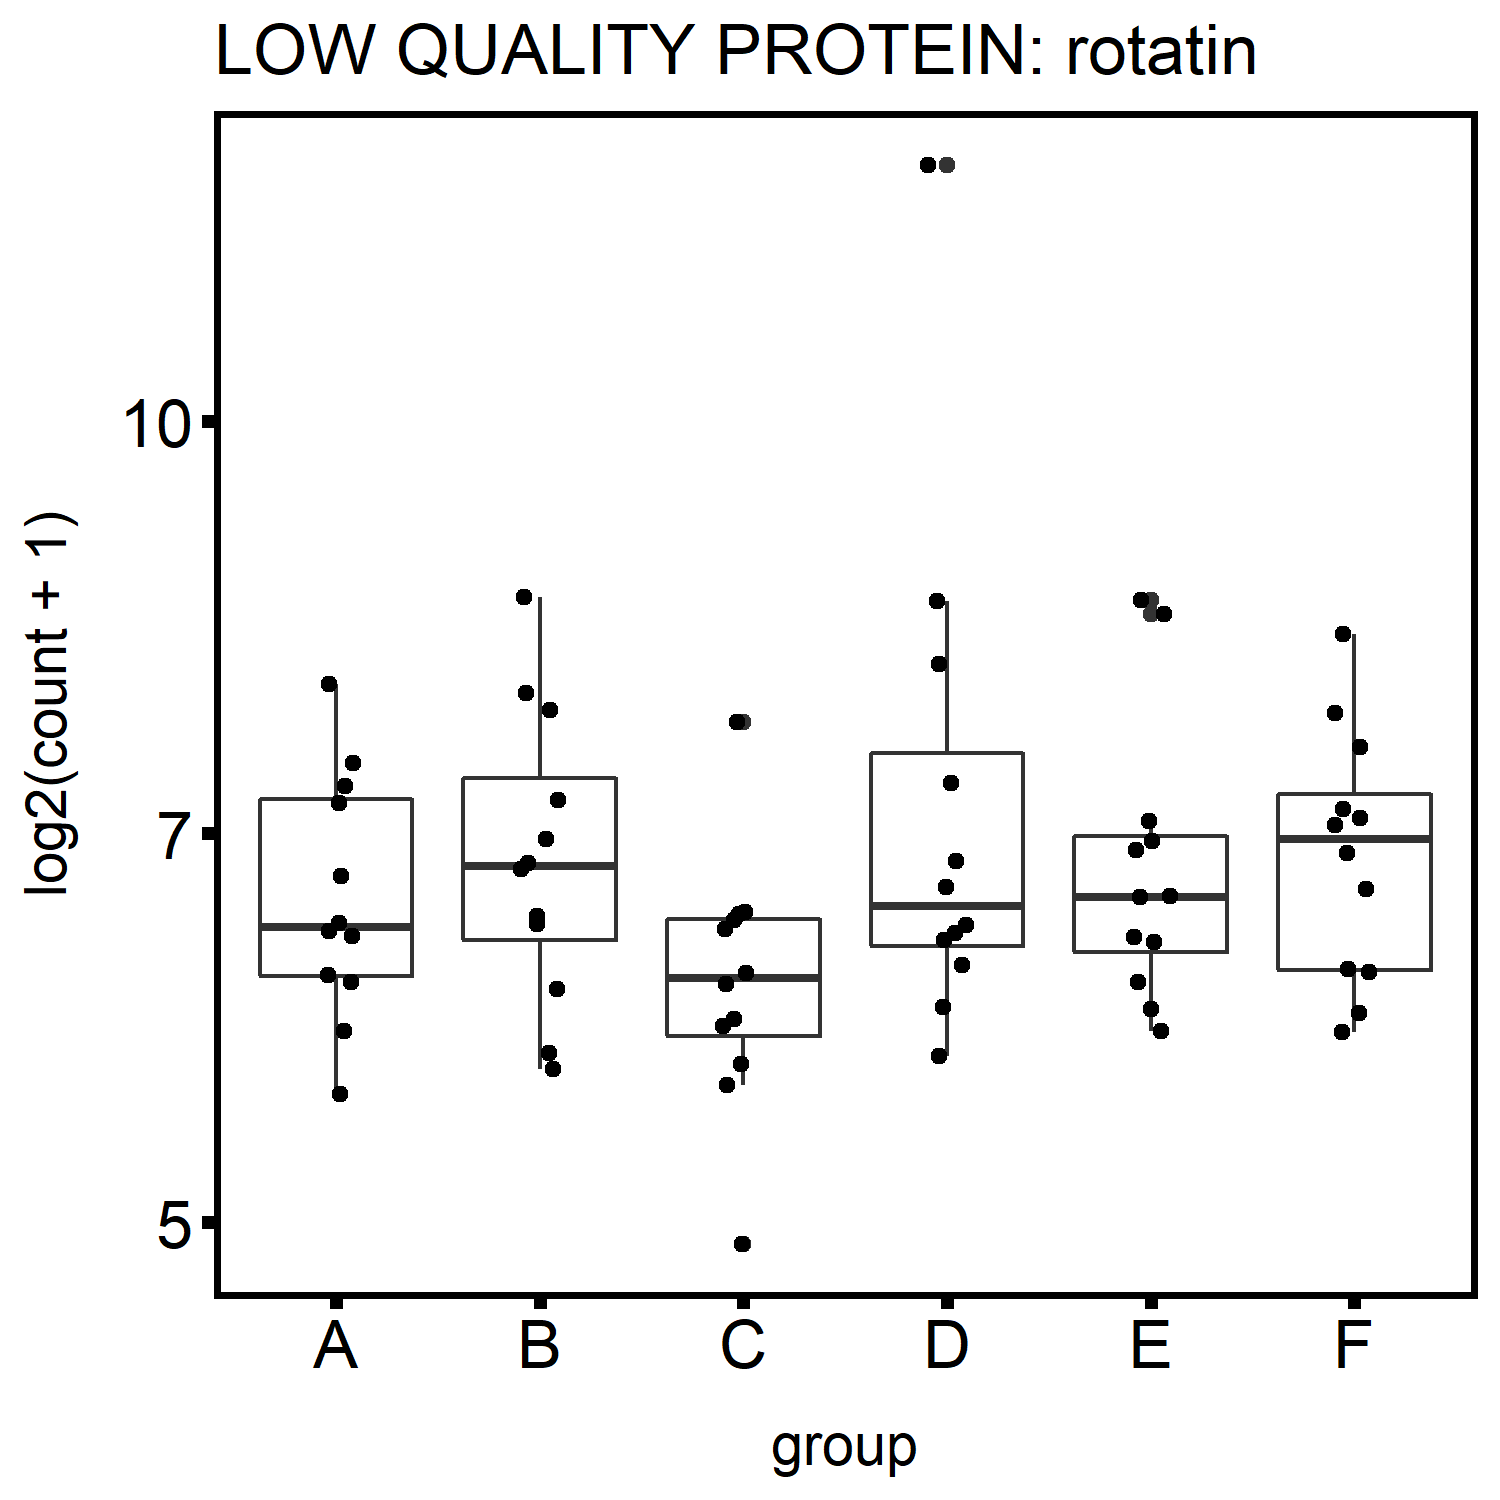 LOW QUALITY PROTEIN: rotatin
log2(count + 1)
10
7
5
A B C D E F
group